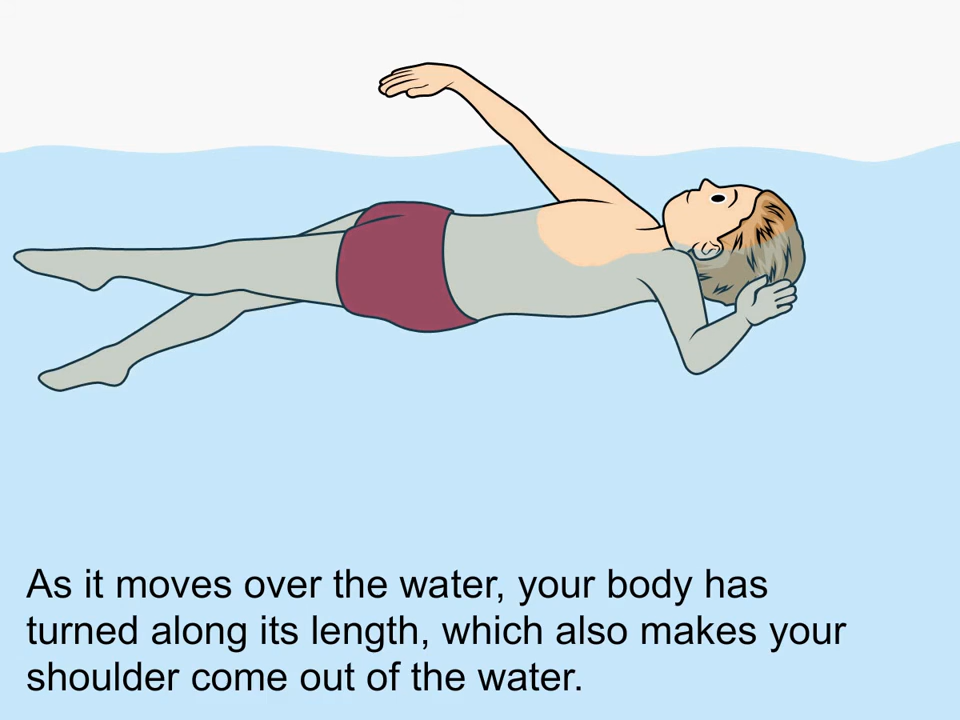 As it moves over the water, your body has
turned along its length, which also makes your
shoulder come out of the water.